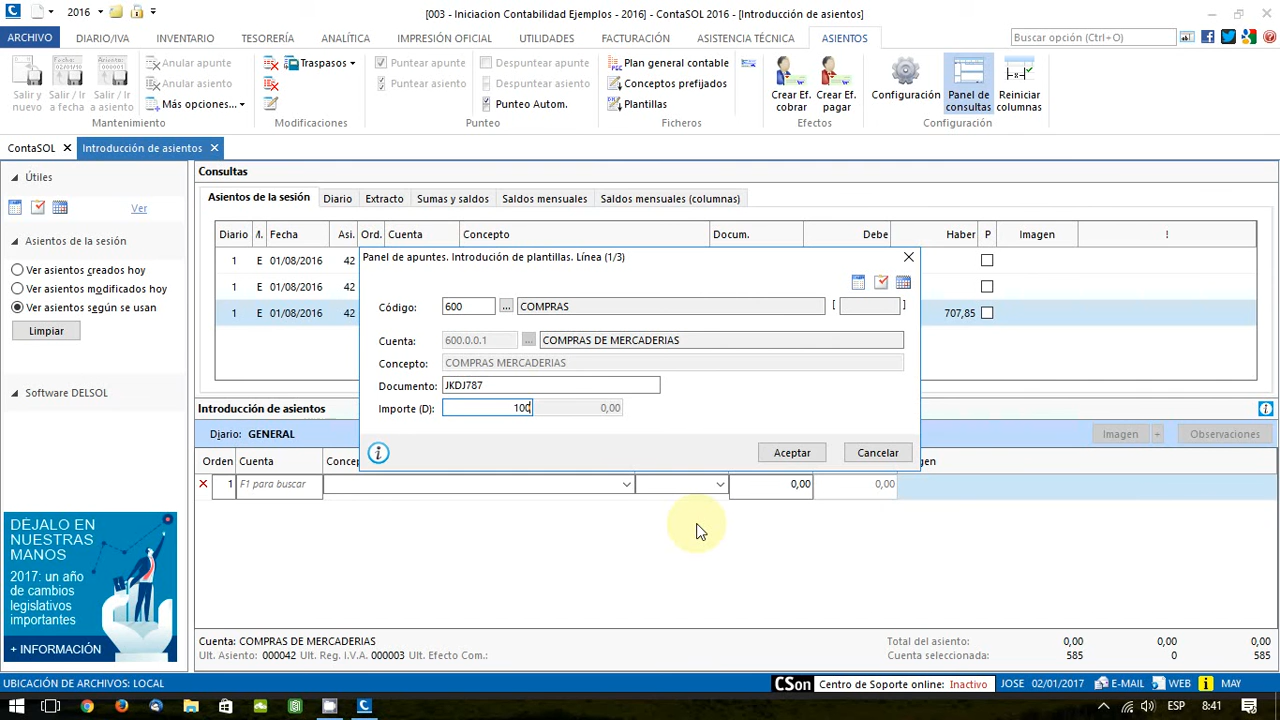 2016
[003 - Iniciacion Contabilidad Ejemplos - 2016] - ContaSOL 2016 - [Introducción de asientos]
ARCHIVO DIARIO/IVA INVENTARIO TESORERÍA ANALÍTICA IMPRESIÓN OFICIAL UTILIDADES FACTURACIÓN ASISTENCIA TÉCNICA ASIENTOS Buscar opción (Ctrl+O)
Salir y nuevo
Salir / Ir a fecha
Salir / Ir a asiento
Anular apunte
Anular asiento
Más opciones...
Mantenimiento
Traspasos
Modificaciones
Puntear apunte
Puntear asiento
Despuntear apunte
Despuntear asiento
Punteo Autom.
Punteo
Plan general contable
Conceptos prefijados
Plantillas
Ficheros
Crear Ef. cobrar
Crear Ef. pagar
Efectos
Configuración
Panel de consultas
Reiniciar columnas
Configuración
ContaSOL Introducción de asientos
Útiles
Ver
Asientos de la sesión
Ver asientos creados hoy
Ver asientos modificados hoy
Ver asientos según se usan
Limpiar
Software DELSOL
DÉJALO EN
NUESTRAS
MANOS
2017: un año
de cambios
legislativos
importantes
+ INFORMACIÓN
Consultas
Asientos de la sesión Diario Extracto Sumas y saldos Saldos mensuales Saldos mensuales (columnas)
Diario Fecha Asi. Ord. Cuenta Concepto Docum. Debe Haber P Imagen !
1 E 01/08/2016 42
1 E 01/08/2016 42
1 E 01/08/2016 42 707,85
Panel de apuntes. Introdución de plantillas. Línea (1/3)
Código: 600 ... COMPRAS [ ]
Cuenta: 600.0.0.1 ... COMPRAS DE MERCADERIAS
Concepto: COMPRAS MERCADERIAS
Documento: JKDJ787
Importe (D): 100 0,00
Aceptar Cancelar
Introducción de asientos
Diario: GENERAL Imagen + Observaciones
Orden Cuenta
1 F1 para buscar 0,00 0,00
Cuenta: COMPRAS DE MERCADERIAS Total del asiento: 0,00 0,00 0,00
Ult. Asiento: 000042 Ult. Reg. I.V.A. 000003 Ult. Efecto Com.: Cuenta seleccionada: 585 0 585
UBICACIÓN DE ARCHIVOS: LOCAL CSon Centro de Soporte online: Inactivo JOSE 02/01/2017 E-MAIL WEB MAY
ESP 8:41